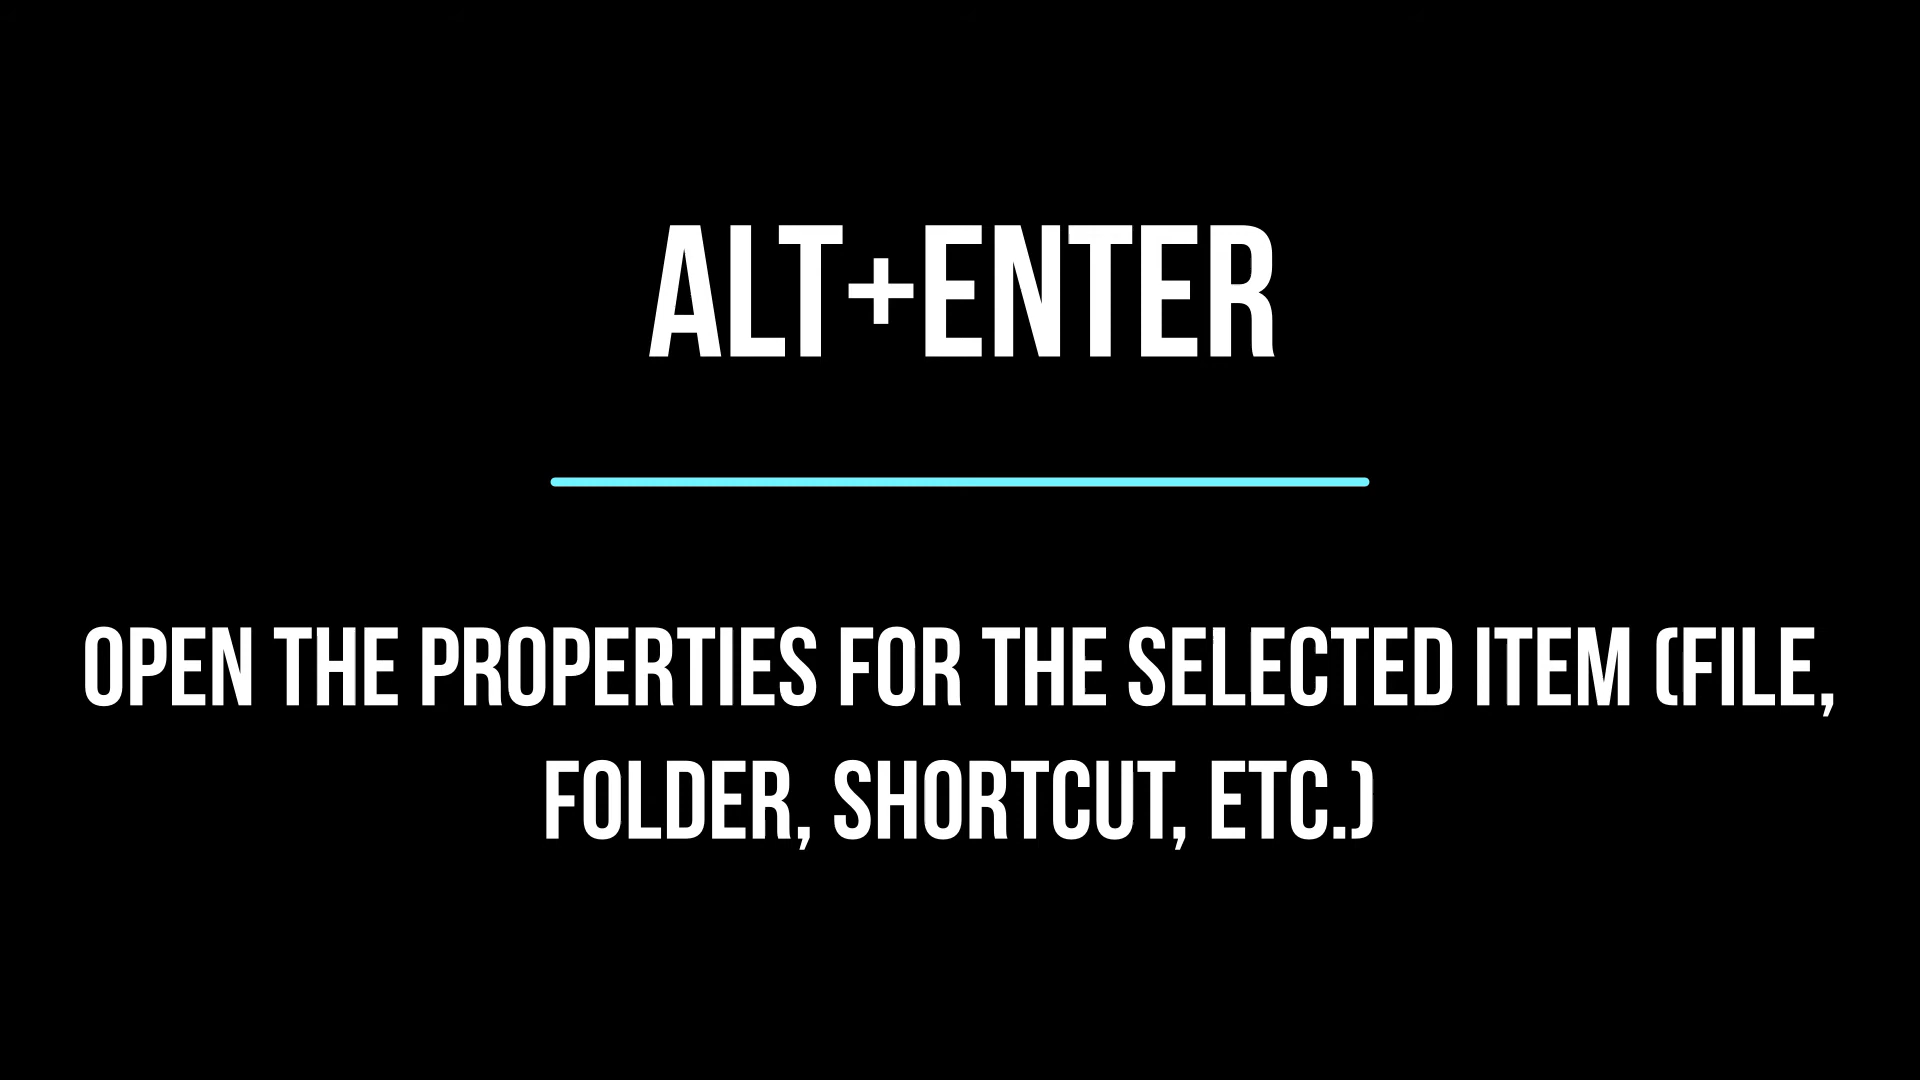 ALT+ENTER
OPEN THE PROPERTIES FOR THE SELECTED ITEM (FILE,
FOLDER, SHORTCUT, ETC.)